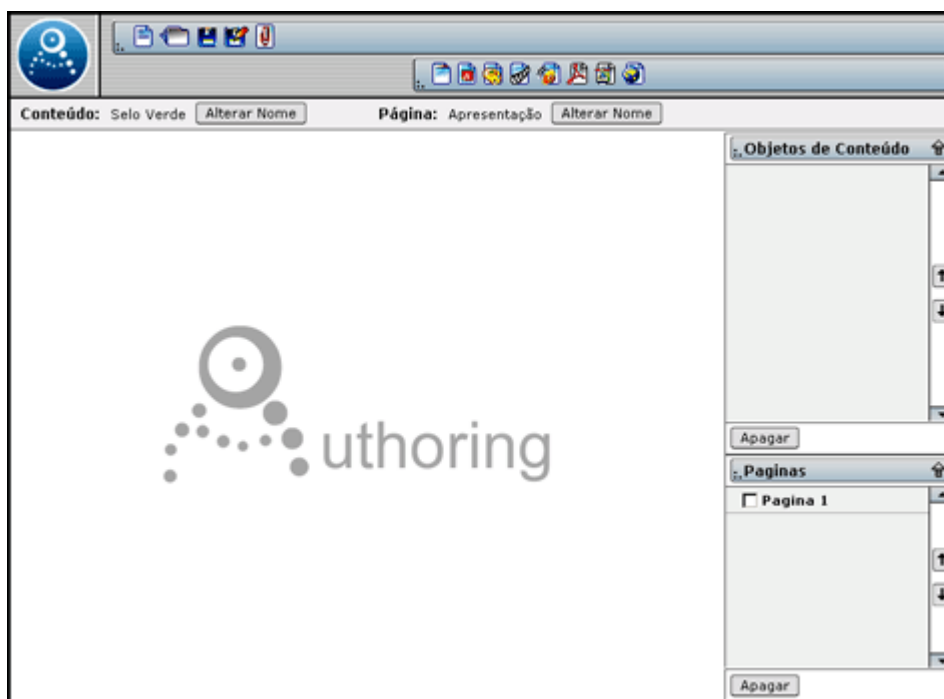 Conteúdo: Selo Verde Alterar Nome Página: Apresentação Alterar Nome
Objetos de Conteúdo
uthoring
Apagar
Paginas
Pagina 1
Apagar